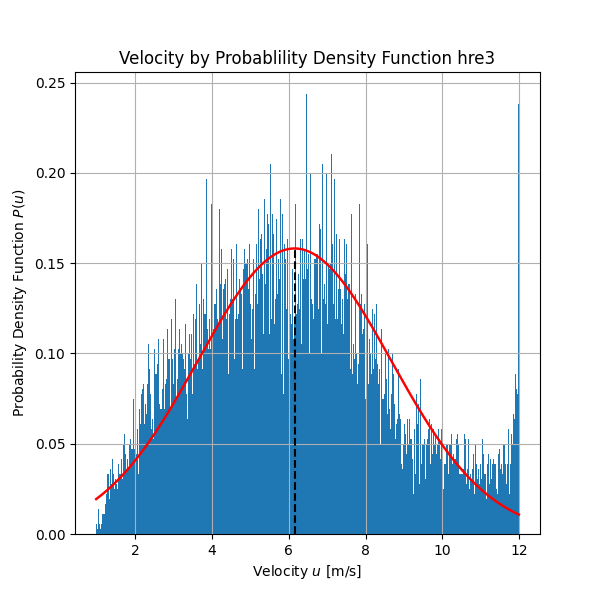 Velocity by Probablility Density Function hre3
Probability Density Function P(u)
0.25
0.20
0.15
0.10
0.05
0.00
2 4 6 8 10 12
Velocity u [m/s]